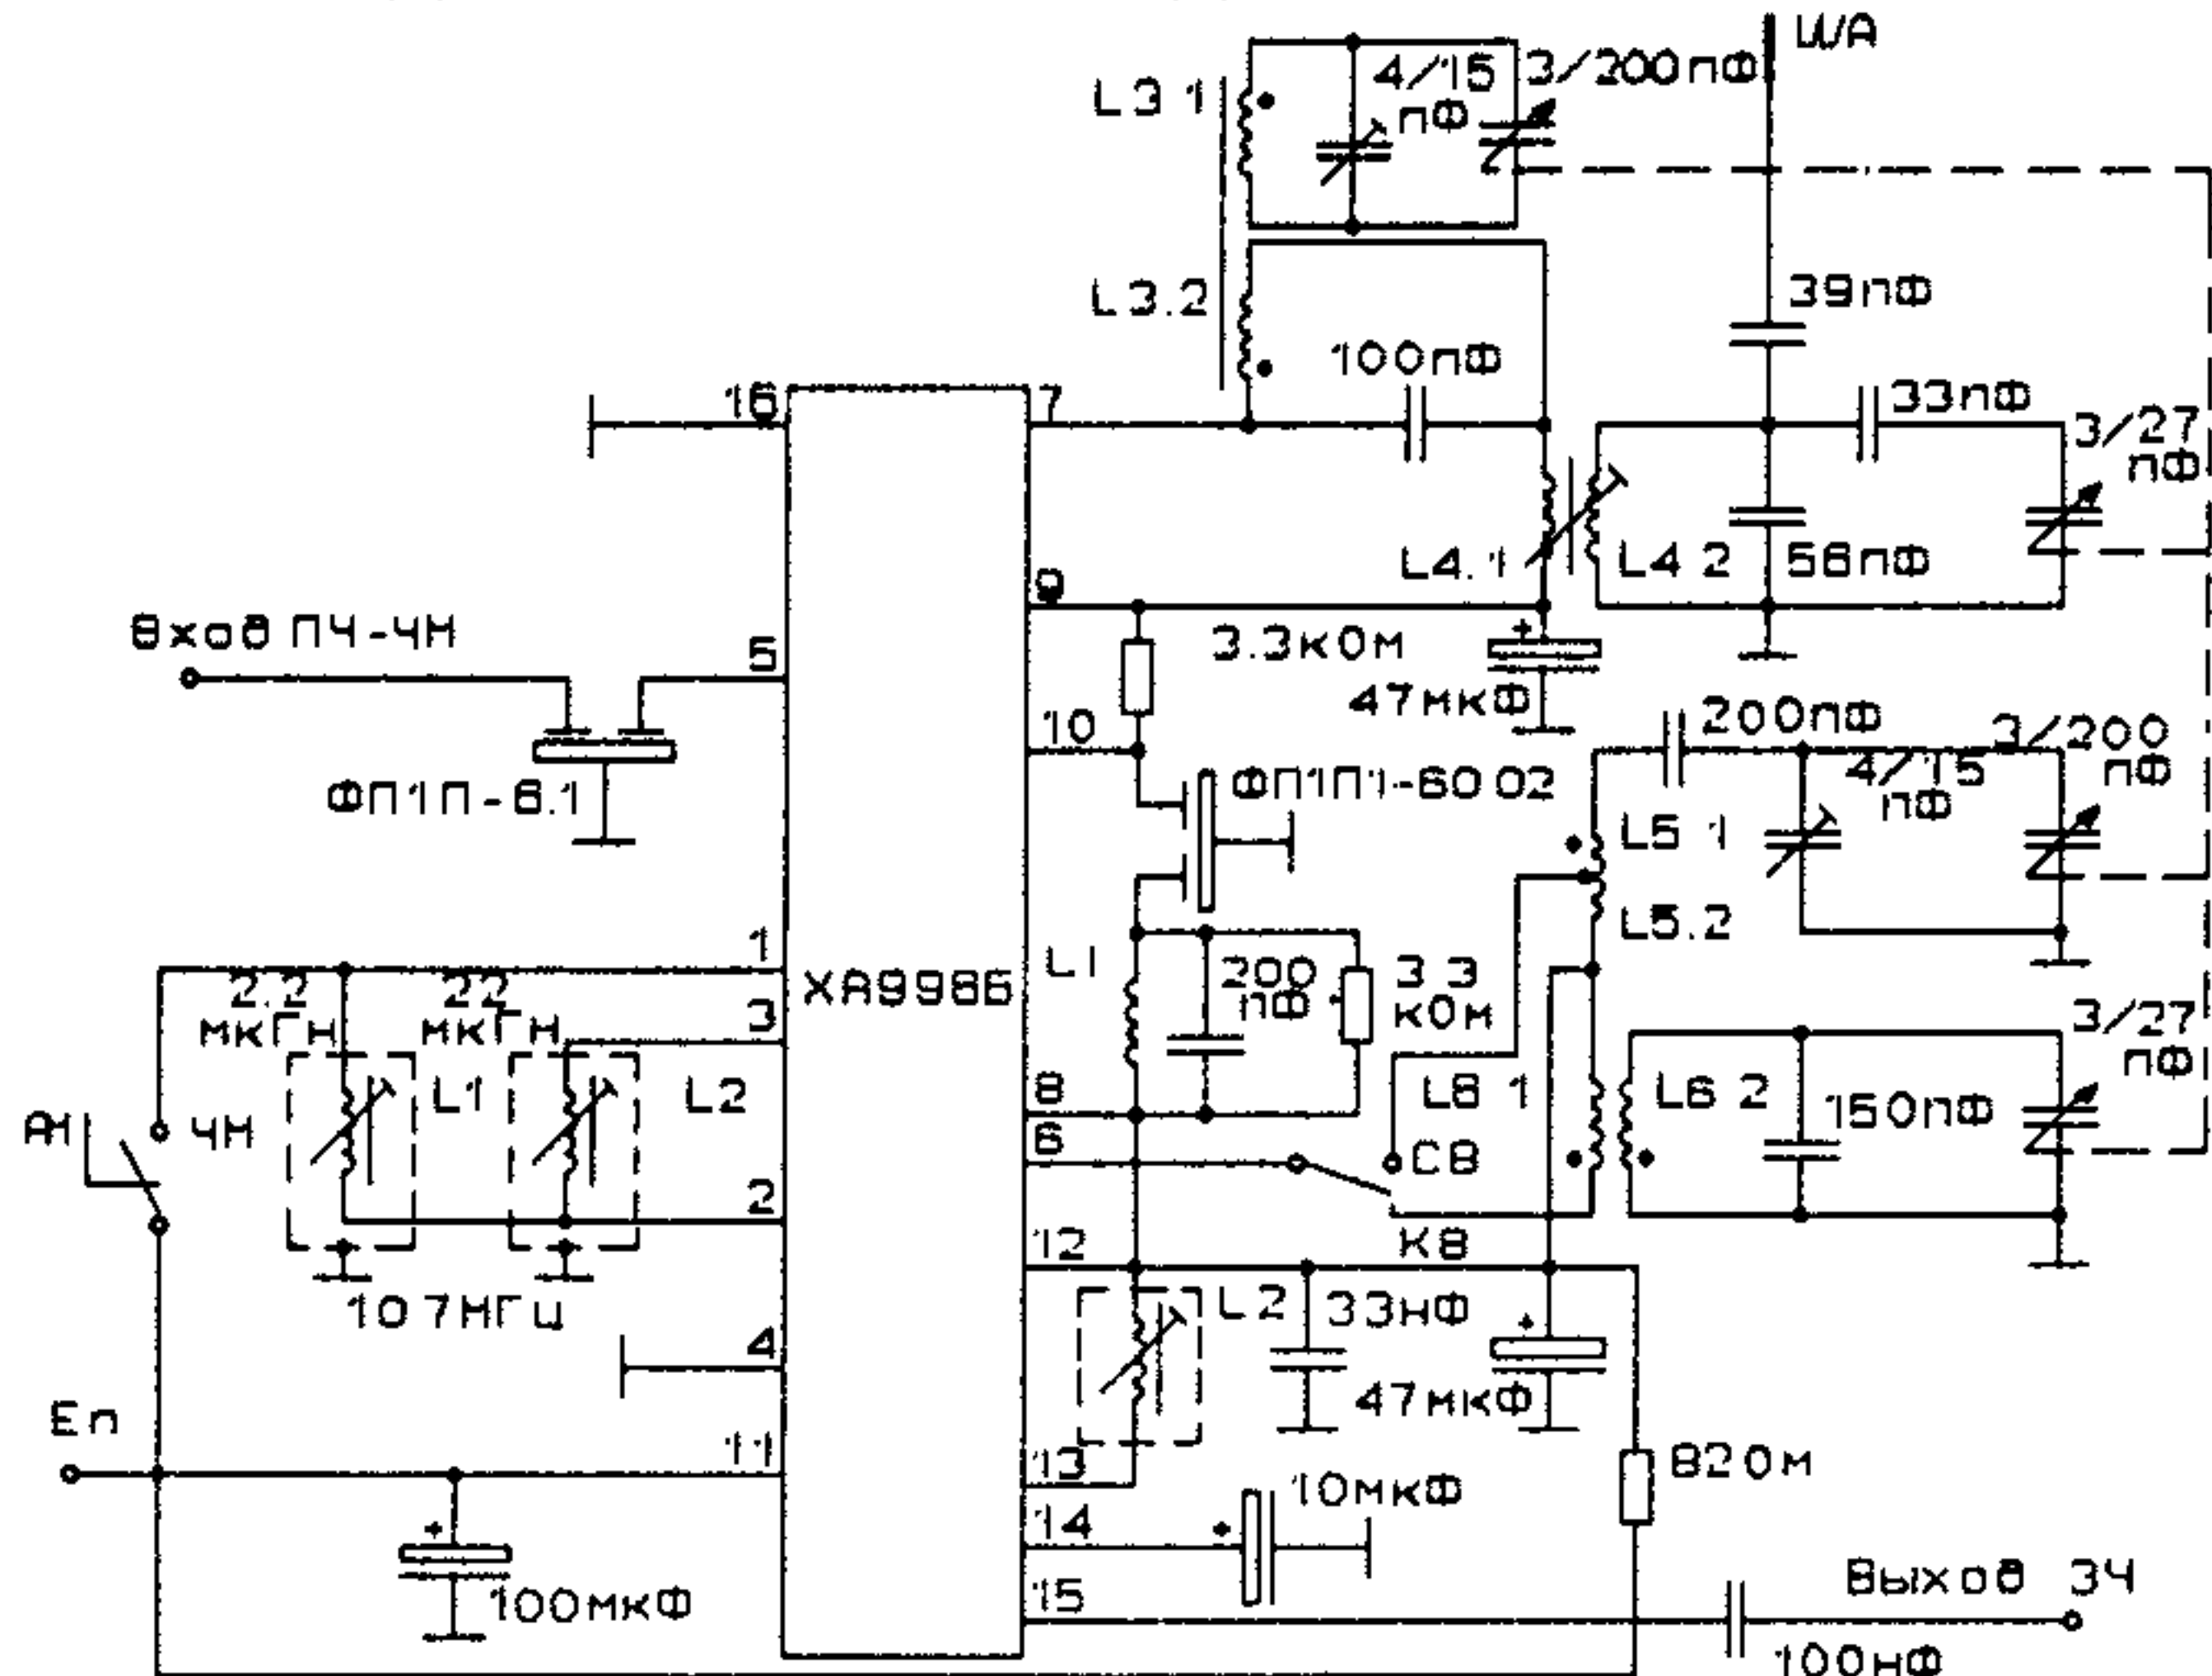 WA
L3 1
4/15
пФ
3/200пФ
L3.2
39пФ
100пФ
33пФ
3/27
пФ
16
7
L4.1
L4 2
56пФ
9
Вход ПЧ-ЧМ
5
3.3кОм
47мкФ
10
200пФ
3/200
пФ
4/15
пФ
ФП1П-8.1
ФП1П1-60 02
L5 1
L5.2
1
2.2
мкГн
22
мкГн
3
ХА9966
L1
200
пФ
3 3
кОм
3/27
пФ
L1
L2
8
L6 1
L6 2
150пФ
АМ
ЧМ
6
СВ
2
12
КВ
10 7МГц
L2
33нФ
4
47мкФ
Еп
11
13
82Ом
14
10мкФ
100мкФ
15
Выход ЗЧ
100нФ